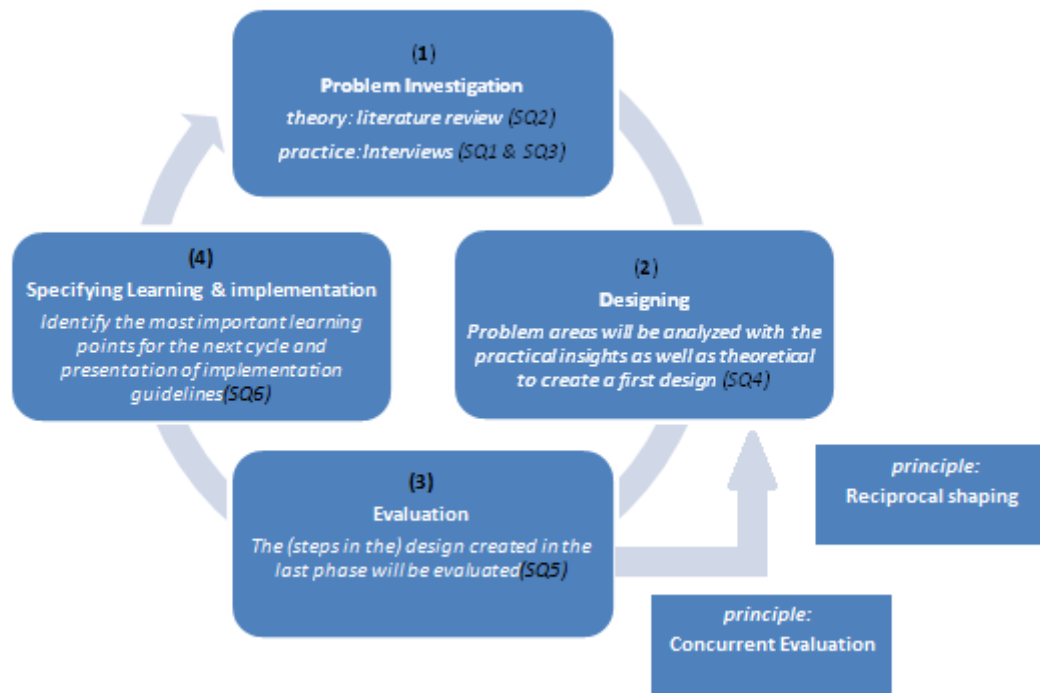 (1)
Problem Investigation
theory: literature review (SQ2)
practice: Interviews (SQ1 & SQ3)
(4)
Specifying Learning & implementation
Identify the most important learning
points for the next cycle and
presentation of implementation
guidelines(SQ6)
(2)
Designing
Problem areas will be analyzed with the
practical insights as well as theoretical
to create a first design (SQ4)
(3)
Evaluation
The (steps in the) design created in the
last phase will be evaluated(SQ5)
principle:
Reciprocal shaping
principle:
Concurrent Evaluation